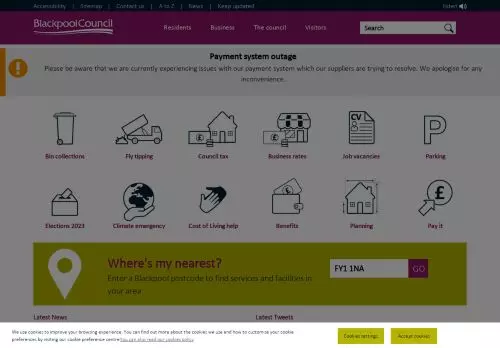 Accessibility | Sitemap | Contact us | A to Z | News | Keep updated
listen
BlackpoolCouncil
Residents Business The council Visitors
Search
Payment system outage
Please be aware that we are currently experiencing issues with our payment system which our suppliers are trying to resolve. We apologise for any
inconvenience.
CV
Bin collections Fly tipping Council tax Business rates Job vacancies Parking
Elections 2023 Climate emergency Cost of Living help Benefits Planning Pay it
Where's my nearest?
Enter a Blackpool postcode to find services and facilities in
your area
FY1 1NA
GO
Latest News Latest Tweets
We use cookies to improve your browsing experience. You can find out more about the cookies we use and how to customise your cookie
preferences by visiting our cookie preference centre You can also read our cookies policy
Cookies settings
Accept cookies